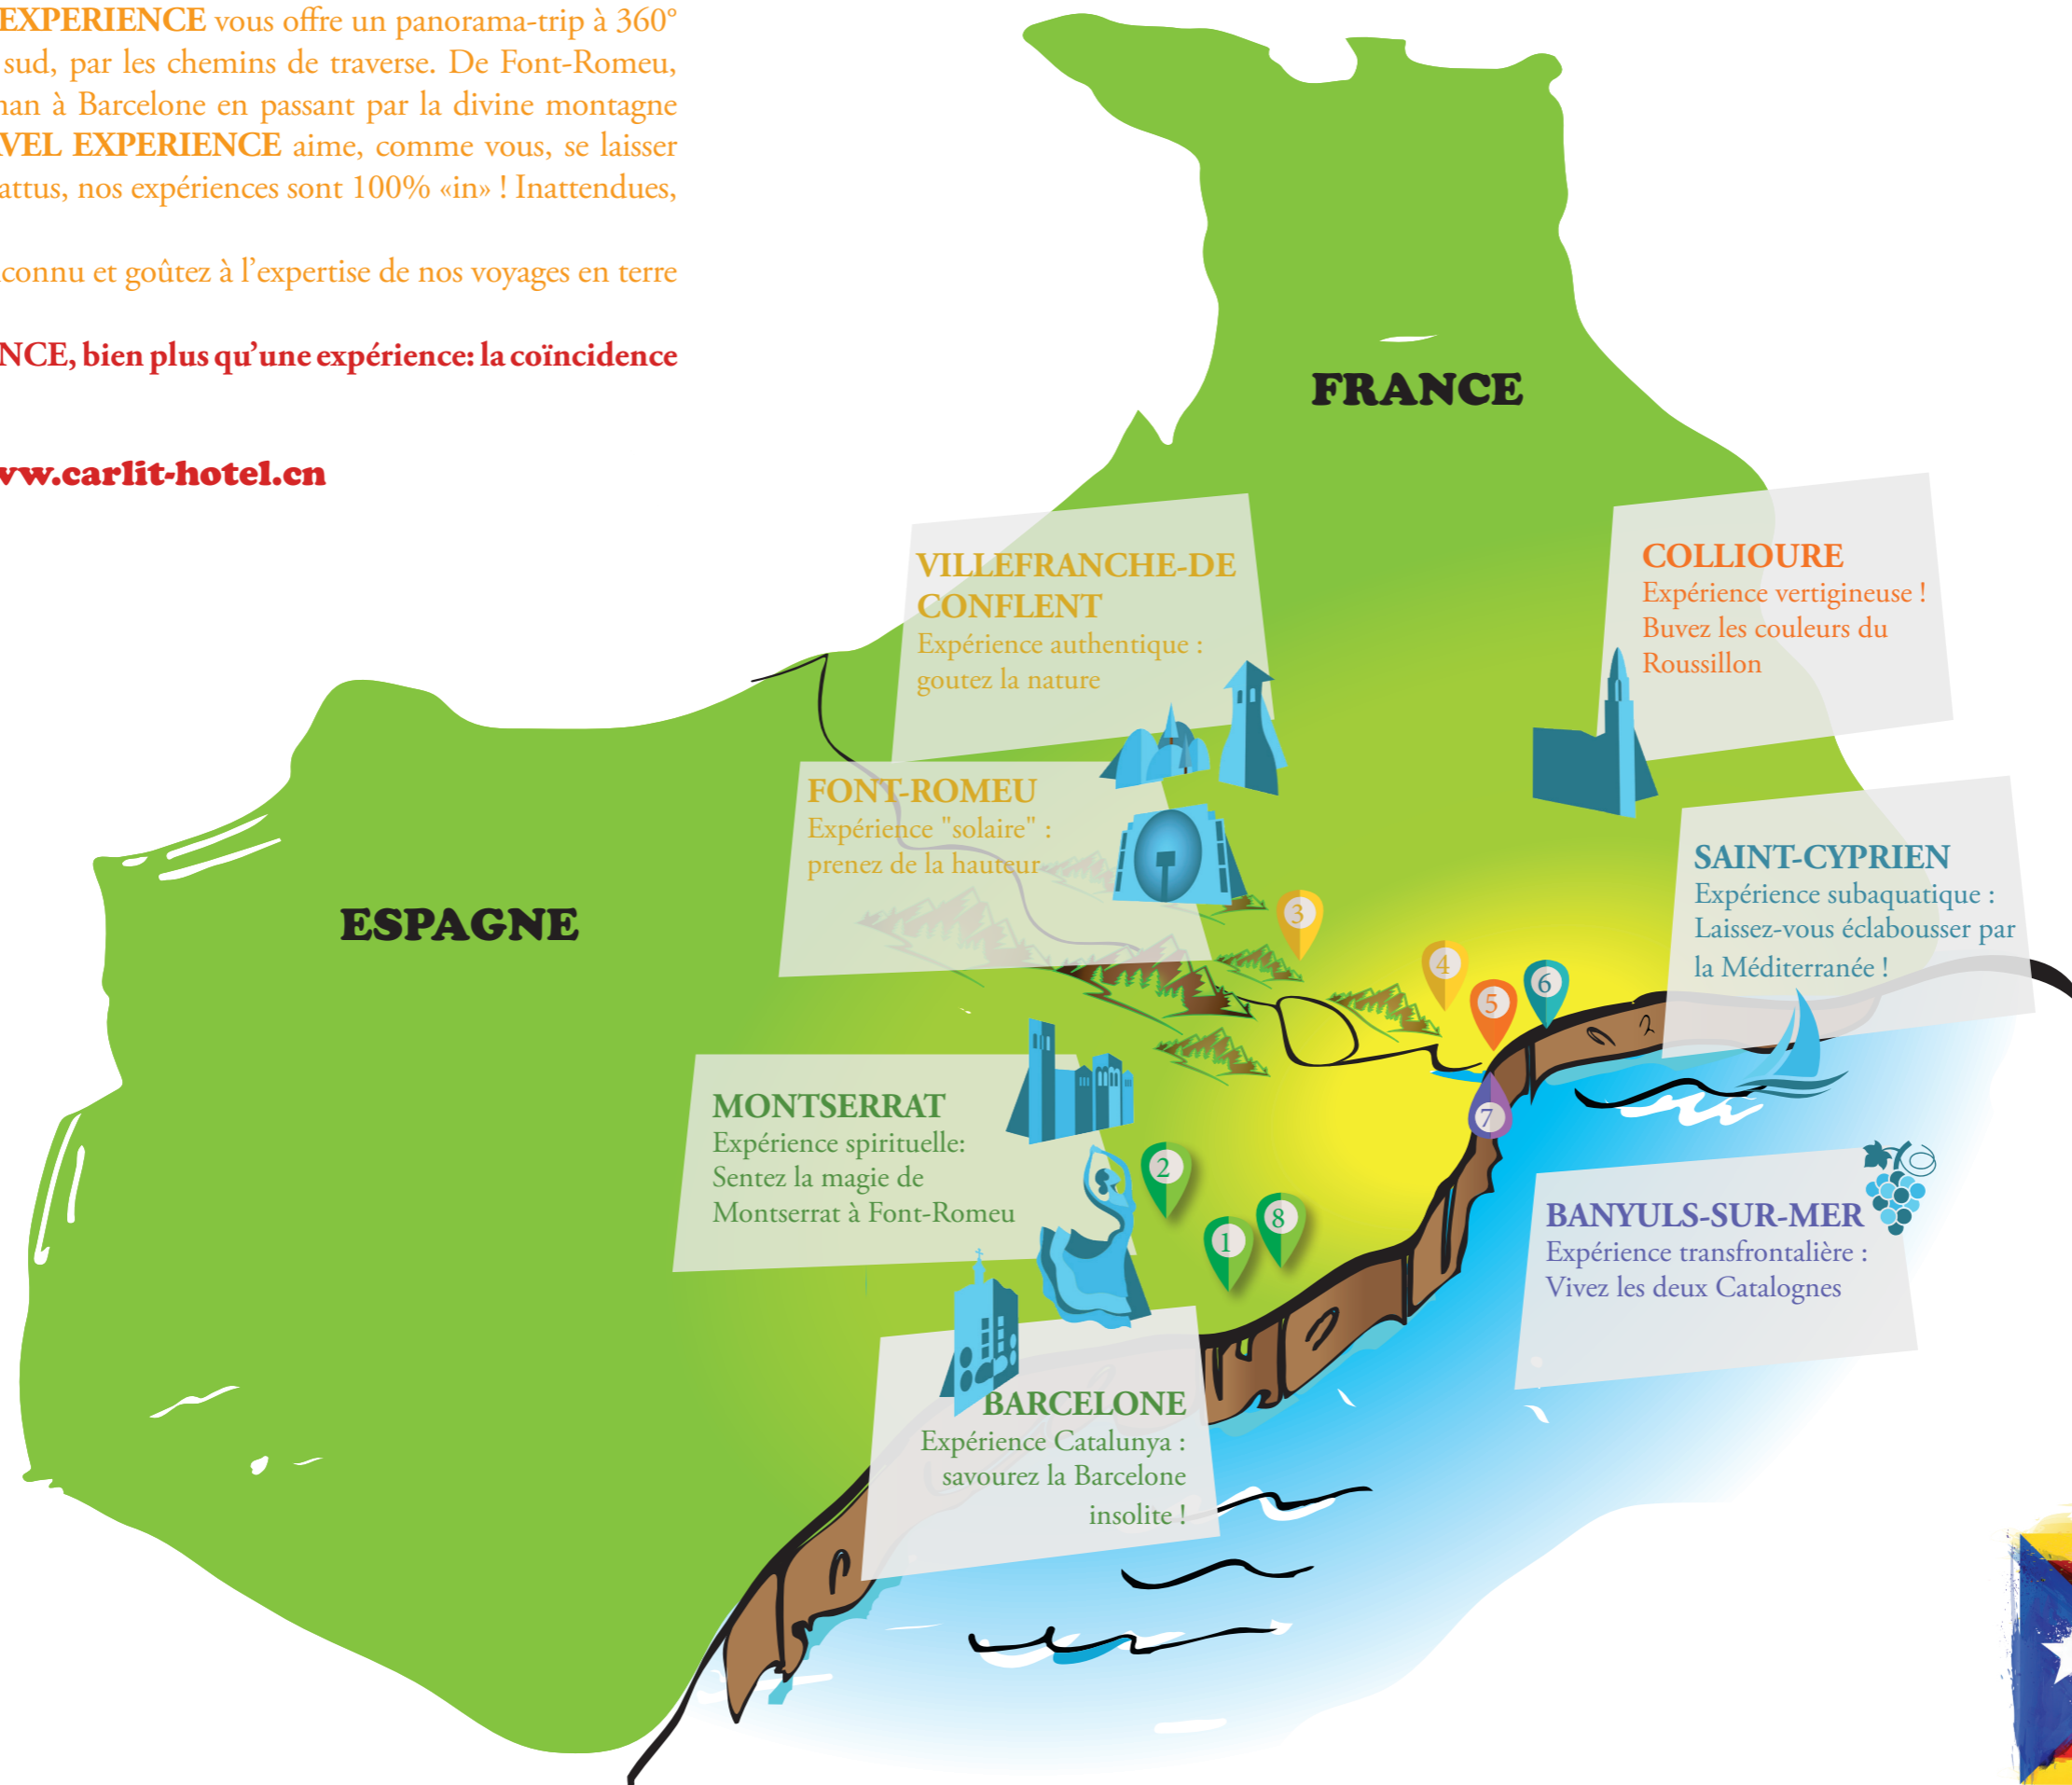 EXPERIENCE vous offre un panorama-trip à 360°
sud, par les chemins de traverse. De Font-Romeu,
à Barcelone en passant par la divine montagne
EXPERIENCE aime, comme vous, se laisser
nos expériences sont 100% «in» ! Inattendues,
et goûtez à l’expertise de nos voyages en terre
bien plus qu’une expérience: la coïncidence
ww.carlit-hotel.cn
FRANCE
VILLEFRANCHE-DE
CONFLENT
Expérience authentique :
goutez la nature
COLLIOURE
Expérience vertigineuse !
Buvez les couleurs du
Roussillon
FONT-ROMEU
Expérience "solaire" :
prenez de la hauteur
SAINT-CYPRIEN
Expérience subaquatique :
Laissez-vous éclabousser par
la Méditerranée !
ESPAGNE
3
4
5
6
7
MONTSERRAT
Expérience spirituelle:
Sentez la magie de
Montserrat à Font-Romeu
2
1
8
BANYULS-SUR-MER
Expérience transfrontalière :
Vivez les deux Catalognes
BARCELONE
Expérience Catalunya :
savourez la Barcelone
insolite !